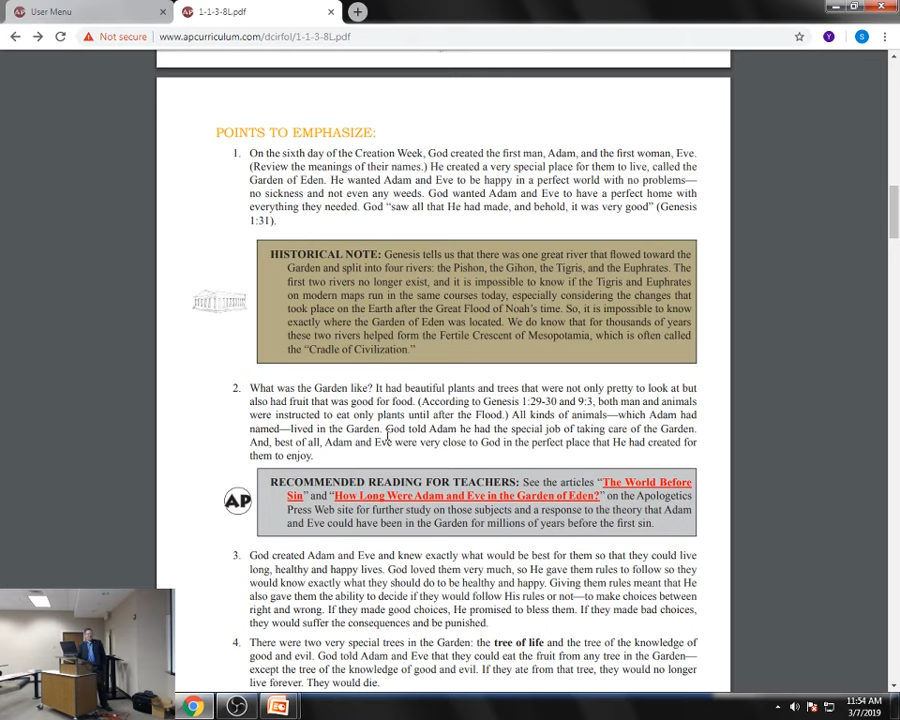 User Menu
1-1-3-8L.pdf
Not secure | www.apcurriculum.com/dcirfol/1-1-3-8L.pdf
Y
S
POINTS TO EMPHASIZE:
1. On the sixth day of the Creation Week, God created the first man, Adam, and the first woman, Eve.
(Review the meanings of their names.) He created a very special place for them to live, called the
Garden of Eden. He wanted Adam and Eve to be happy in a perfect world with no problems—
no sickness and not even any weeds. God wanted Adam and Eve to have a perfect home with
everything they needed. God “saw all that He had made, and behold, it was very good” (Genesis
1:31).
HISTORICAL NOTE: Genesis tells us that there was one great river that flowed toward the
Garden and split into four rivers: the Pishon, the Gihon, the Tigris, and the Euphrates. The
first two rivers no longer exist, and it is impossible to know if the Tigris and Euphrates
on modern maps run in the same courses today, especially considering the changes that
took place on the Earth after the Great Flood of Noah’s time. So, it is impossible to know
exactly where the Garden of Eden was located. We do know that for thousands of years
these two rivers helped form the Fertile Crescent of Mesopotamia, which is often called
the “Cradle of Civilization.”
2. What was the Garden like? It had beautiful plants and trees that were not only pretty to look at but
also had fruit that was good for food. (According to Genesis 1:29-30 and 9:3, both man and animals
were instructed to eat only plants until after the Flood.) All kinds of animals—which Adam had
named—lived in the Garden. God told Adam he had the special job of taking care of the Garden.
And, best of all, Adam and Eve were very close to God in the perfect place that He had created for
them to enjoy.
AP
RECOMMENDED READING FOR TEACHERS: See the articles “The World Before
Sin” and “How Long Were Adam and Eve in the Garden of Eden?” on the Apologetics
Press Web site for further study on those subjects and a response to the theory that Adam
and Eve could have been in the Garden for millions of years before the first sin.
3. God created Adam and Eve and knew exactly what would be best for them so that they could live
long, healthy and happy lives. God loved them very much, so He gave them rules to follow so they
would know exactly what they should do to be healthy and happy. Giving them rules meant that He
also gave them the ability to decide if they would follow His rules or not—to make choices between
right and wrong. If they made good choices, He promised to bless them. If they made bad choices,
they would suffer the consequences and be punished.
4. There were two very special trees in the Garden: the tree of life and the tree of the knowledge of
good and evil. God told Adam and Eve that they could eat the fruit from any tree in the Garden—
except the tree of the knowledge of good and evil. If they ate from that tree, they would no longer
live forever. They would die.
11:54 AM
3/7/2019